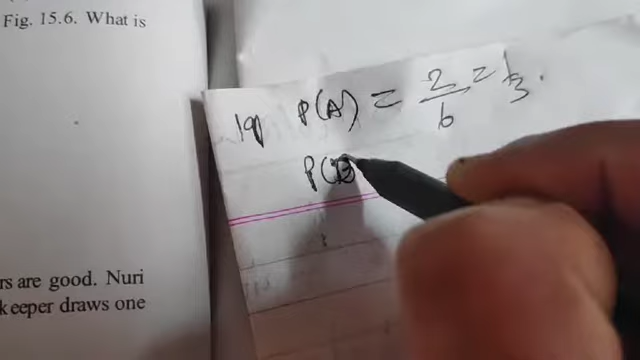 Fig. 15.6. What is
rs are good. Nuri
keeper draws one
19) P(A) = 2/6 = 1/3.
P(B